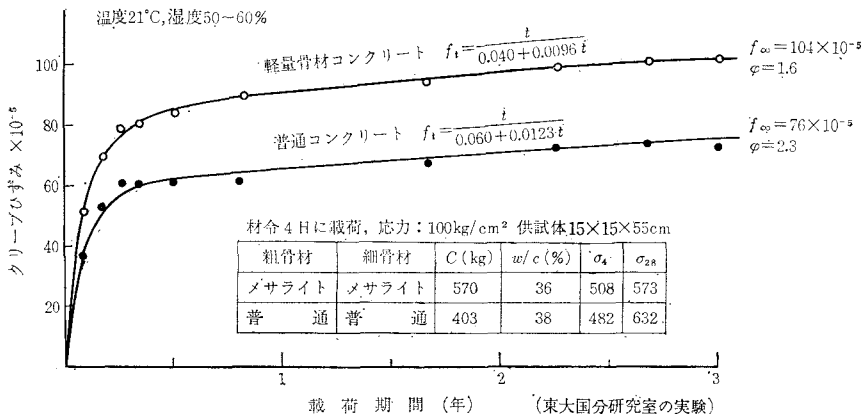 温度21°C,湿度50～60%
軽量骨材コンクリート f_t=t/(0.040+0.0096t)
f∞=104×10⁻⁵
φ=1.6
普通コンクリート f_t=t/(0.060+0.0123t)
f∞=76×10⁻⁵
φ≒2.3
クリープひずみ ×10⁻⁵
100
80
60
40
20
材令4日に載荷, 応力：100kg/cm² 供試体15×15×55cm
粗骨材 細骨材 C(kg) w/c(%) σ₄ σ₂₈
メサライト メサライト 570 36 508 573
普通 普通 403 38 482 632
1 2 3
載荷期間(年) (東大国分研究室の実験)